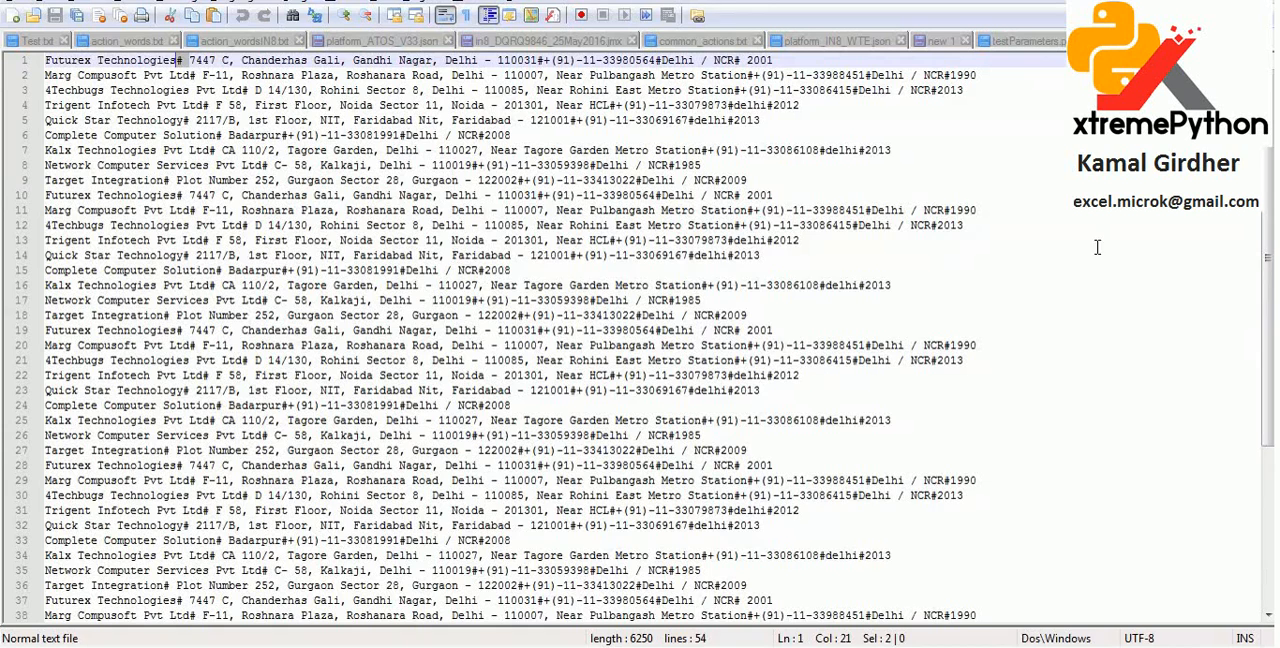 Test.txt action_words.txt action_wordsIN8.txt platform_ATOS_V33.json in8_DQRQ9846_25May2016.jmx common_actions.txt platform_IN8_WTE.json new 1 testParameters.p
1 Futurex Technologies# 7447 C, Chanderhas Gali, Gandhi Nagar, Delhi - 110031#+(91)-11-33980564#Delhi / NCR# 2001
2 Marg Compusoft Pvt Ltd# F-11, Roshnara Plaza, Roshanara Road, Delhi - 110007, Near Pulbangash Metro Station#+(91)-11-33988451#Delhi / NCR#1990
3 4Techbugs Technologies Pvt Ltd# D 14/130, Rohini Sector 8, Delhi - 110085, Near Rohini East Metro Station#+(91)-11-33086415#Delhi / NCR#2013
4 Trigent Infotech Pvt Ltd# F 58, First Floor, Noida Sector 11, Noida - 201301, Near HCL#+(91)-11-33079873#delhi#2012
5 Quick Star Technology# 2117/B, 1st Floor, NIT, Faridabad Nit, Faridabad - 121001#+(91)-11-33069167#delhi#2013
6 Complete Computer Solution# Badarpur#+(91)-11-33081991#Delhi / NCR#2008
7 Kalx Technologies Pvt Ltd# CA 110/2, Tagore Garden, Delhi - 110027, Near Tagore Garden Metro Station#+(91)-11-33086108#delhi#2013
8 Network Computer Services Pvt Ltd# C- 58, Kalkaji, Delhi - 110019#+(91)-11-33059398#Delhi / NCR#1985
9 Target Integration# Plot Number 252, Gurgaon Sector 28, Gurgaon - 122002#+(91)-11-33413022#Delhi / NCR#2009
10 Futurex Technologies# 7447 C, Chanderhas Gali, Gandhi Nagar, Delhi - 110031#+(91)-11-33980564#Delhi / NCR# 2001
11 Marg Compusoft Pvt Ltd# F-11, Roshnara Plaza, Roshanara Road, Delhi - 110007, Near Pulbangash Metro Station#+(91)-11-33988451#Delhi / NCR#1990
12 4Techbugs Technologies Pvt Ltd# D 14/130, Rohini Sector 8, Delhi - 110085, Near Rohini East Metro Station#+(91)-11-33086415#Delhi / NCR#2013
13 Trigent Infotech Pvt Ltd# F 58, First Floor, Noida Sector 11, Noida - 201301, Near HCL#+(91)-11-33079873#delhi#2012
14 Quick Star Technology# 2117/B, 1st Floor, NIT, Faridabad Nit, Faridabad - 121001#+(91)-11-33069167#delhi#2013
15 Complete Computer Solution# Badarpur#+(91)-11-33081991#Delhi / NCR#2008
16 Kalx Technologies Pvt Ltd# CA 110/2, Tagore Garden, Delhi - 110027, Near Tagore Garden Metro Station#+(91)-11-33086108#delhi#2013
17 Network Computer Services Pvt Ltd# C- 58, Kalkaji, Delhi - 110019#+(91)-11-33059398#Delhi / NCR#1985
18 Target Integration# Plot Number 252, Gurgaon Sector 28, Gurgaon - 122002#+(91)-11-33413022#Delhi / NCR#2009
19 Futurex Technologies# 7447 C, Chanderhas Gali, Gandhi Nagar, Delhi - 110031#+(91)-11-33980564#Delhi / NCR# 2001
20 Marg Compusoft Pvt Ltd# F-11, Roshnara Plaza, Roshanara Road, Delhi - 110007, Near Pulbangash Metro Station#+(91)-11-33988451#Delhi / NCR#1990
21 4Techbugs Technologies Pvt Ltd# D 14/130, Rohini Sector 8, Delhi - 110085, Near Rohini East Metro Station#+(91)-11-33086415#Delhi / NCR#2013
22 Trigent Infotech Pvt Ltd# F 58, First Floor, Noida Sector 11, Noida - 201301, Near HCL#+(91)-11-33079873#delhi#2012
23 Quick Star Technology# 2117/B, 1st Floor, NIT, Faridabad Nit, Faridabad - 121001#+(91)-11-33069167#delhi#2013
24 Complete Computer Solution# Badarpur#+(91)-11-33081991#Delhi / NCR#2008
25 Kalx Technologies Pvt Ltd# CA 110/2, Tagore Garden, Delhi - 110027, Near Tagore Garden Metro Station#+(91)-11-33086108#delhi#2013
26 Network Computer Services Pvt Ltd# C- 58, Kalkaji, Delhi - 110019#+(91)-11-33059398#Delhi / NCR#1985
27 Target Integration# Plot Number 252, Gurgaon Sector 28, Gurgaon - 122002#+(91)-11-33413022#Delhi / NCR#2009
28 Futurex Technologies# 7447 C, Chanderhas Gali, Gandhi Nagar, Delhi - 110031#+(91)-11-33980564#Delhi / NCR# 2001
29 Marg Compusoft Pvt Ltd# F-11, Roshnara Plaza, Roshanara Road, Delhi - 110007, Near Pulbangash Metro Station#+(91)-11-33988451#Delhi / NCR#1990
30 4Techbugs Technologies Pvt Ltd# D 14/130, Rohini Sector 8, Delhi - 110085, Near Rohini East Metro Station#+(91)-11-33086415#Delhi / NCR#2013
31 Trigent Infotech Pvt Ltd# F 58, First Floor, Noida Sector 11, Noida - 201301, Near HCL#+(91)-11-33079873#delhi#2012
32 Quick Star Technology# 2117/B, 1st Floor, NIT, Faridabad Nit, Faridabad - 121001#+(91)-11-33069167#delhi#2013
33 Complete Computer Solution# Badarpur#+(91)-11-33081991#Delhi / NCR#2008
34 Kalx Technologies Pvt Ltd# CA 110/2, Tagore Garden, Delhi - 110027, Near Tagore Garden Metro Station#+(91)-11-33086108#delhi#2013
35 Network Computer Services Pvt Ltd# C- 58, Kalkaji, Delhi - 110019#+(91)-11-33059398#Delhi / NCR#1985
36 Target Integration# Plot Number 252, Gurgaon Sector 28, Gurgaon - 122002#+(91)-11-33413022#Delhi / NCR#2009
37 Futurex Technologies# 7447 C, Chanderhas Gali, Gandhi Nagar, Delhi - 110031#+(91)-11-33980564#Delhi / NCR# 2001
38 Marg Compusoft Pvt Ltd# F-11, Roshnara Plaza, Roshanara Road, Delhi - 110007, Near Pulbangash Metro Station#+(91)-11-33988451#Delhi / NCR#1990
xtremePython
Kamal Girdher
excel.microk@gmail.com
Normal text file length : 6250 lines : 54 Ln : 1 Col : 21 Sel : 2 | 0 Dos\Windows UTF-8 INS